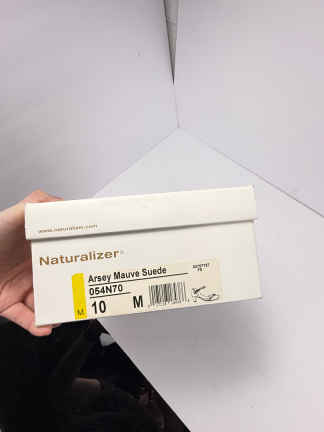 www.naturalizer.com
Naturalizer®
Arsey Mauve Suede
054N70
M
10
M